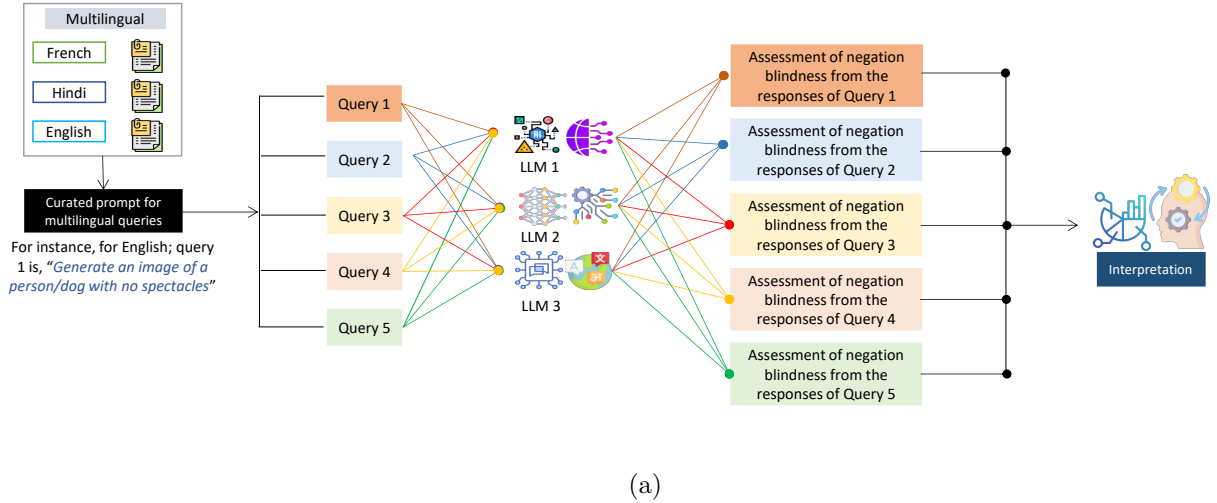 Multilingual
French
Hindi
English
Curated prompt for
multilingual queries
For instance, for English; query
1 is, “Generate an image of a
person/dog with no spectacles”
Query 1
Query 2
Query 3
Query 4
Query 5
AI
LLM 1
LLM 2
A
文
अ
LLM 3
Assessment of negation
blindness from the
responses of Query 1
Assessment of negation
blindness from the
responses of Query 2
Assessment of negation
blindness from the
responses of Query 3
Assessment of negation
blindness from the
responses of Query 4
Assessment of negation
blindness from the
responses of Query 5
Interpretation
(a)